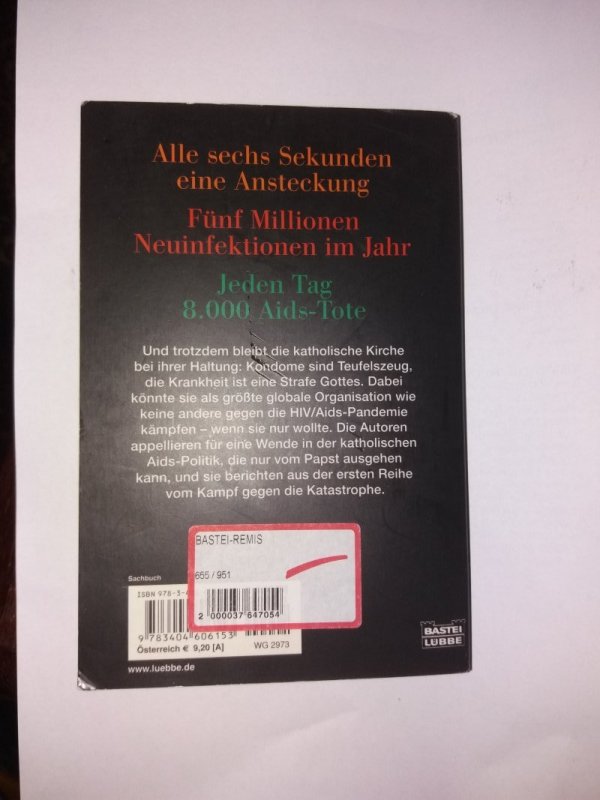 Alle sechs Sekunden
eine Ansteckung
Fünf Millionen
Neuinfektionen im Jahr
Jeden Tag
8.000 Aids-Tote
Und trotzdem bleibt die katholische Kirche
bei ihrer Haltung: Kondome sind Teufelszeug,
die Krankheit ist eine Strafe Gottes. Dabei
könnte sie als größte globale Organisation wie
keine andere gegen die HIV/Aids-Pandemie
kämpfen – wenn sie nur wollte. Die Autoren
appellieren für eine Wende in der katholischen
Aids-Politik, die nur vom Papst ausgehen
kann, und sie berichten aus der ersten Reihe
vom Kampf gegen die Katastrophe.
BASTEI-REMIS
655 / 951
2 000037 647054
Sachbuch
ISBN 978-3-4
9 783404 606153
Österreich € 9,20 [A]
WG 2973
www.luebbe.de
BASTEI
LÜBBE